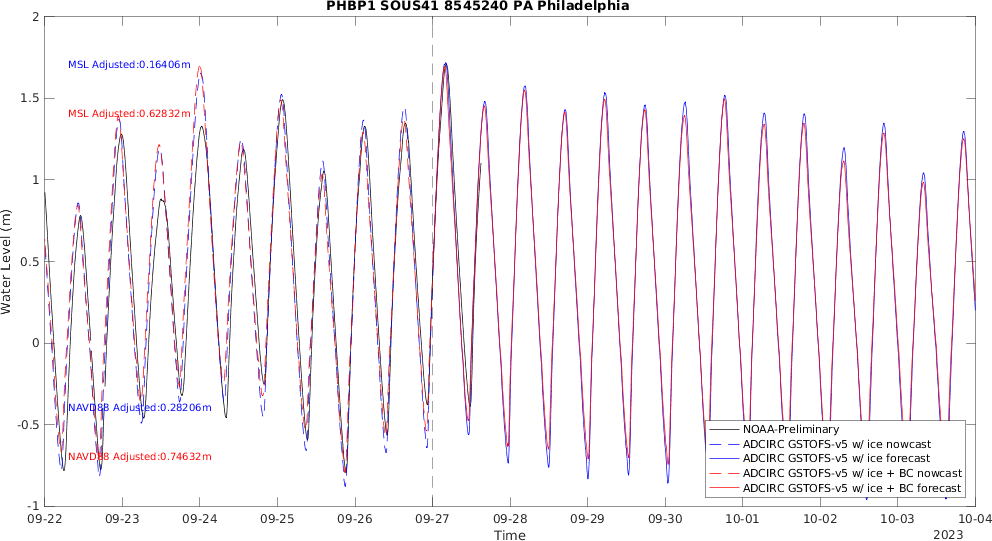 PHBP1 SOUS41 8545240 PA Philadelphia
2
1.5
1
0.5
0
-0.5
-1
Water Level (m)
MSL Adjusted:0.16406m
MSL Adjusted:0.62832m
NAVD88 Adjusted:0.28206m
NAVD88 Adjusted:0.74632m
NOAA-Preliminary
ADCIRC GSTOFS-v5 w/ ice nowcast
ADCIRC GSTOFS-v5 w/ ice forecast
ADCIRC GSTOFS-v5 w/ ice + BC nowcast
ADCIRC GSTOFS-v5 w/ ice + BC forecast
09-22 09-23 09-24 09-25 09-26 09-27 09-28 09-29 09-30 10-01 10-02 10-03 10-04
Time
2023